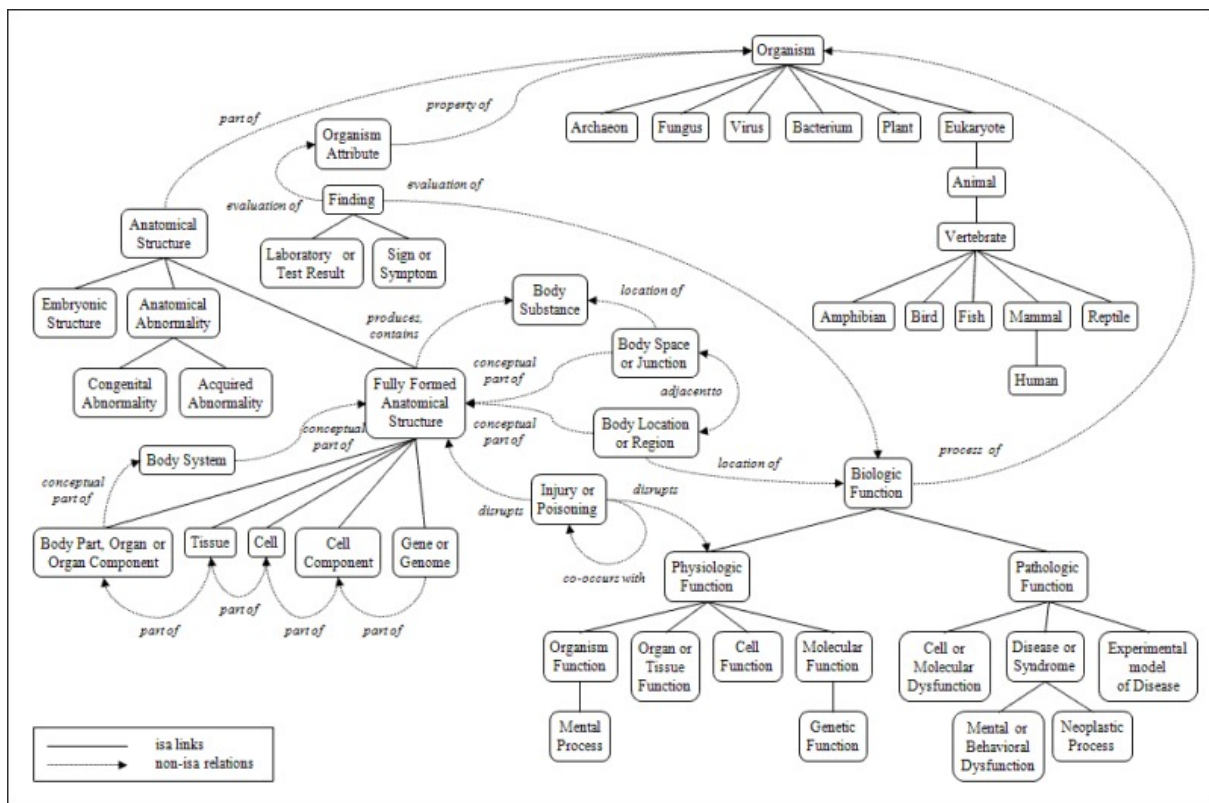 Organism
part of
property of
Archaeon
Fungus
Virus
Bacterium
Plant
Eukaryote
Organism
Attribute
evaluation of
Animal
evaluation of
Finding
Anatomical
Structure
Vertebrate
Laboratory or
Test Result
Sign or
Symptom
Embryonic
Structure
Anatomical
Abnormality
Body
Substance
location of
Amphibian
Bird
Fish
Mammal
Reptile
produces,
contains
Body Space
or Junction
Congenital
Abnormality
Acquired
Abnormality
Fully Formed
Anatomical
Structure
conceptual
part of
Human
adjacent to
conceptual
part of
conceptual
part of
Body Location
or Region
Body System
location of
process of
conceptual
part of
Biologic
Function
Injury or
Poisoning
disrupts
disrupts
Body Part, Organ or
Organ Component
Tissue
Cell
Cell
Component
Gene or
Genome
co-occurs with
Physiologic
Function
Pathologic
Function
part of
part of
part of
part of
Organism
Function
Organ or
Tissue
Function
Cell
Function
Molecular
Function
Cell or
Molecular
Dysfunction
Disease or
Syndrome
Experimental
model
of Disease
Mental
Process
Genetic
Function
Mental or
Behavioral
Dysfunction
Neoplastic
Process
isa links
non-isa relations